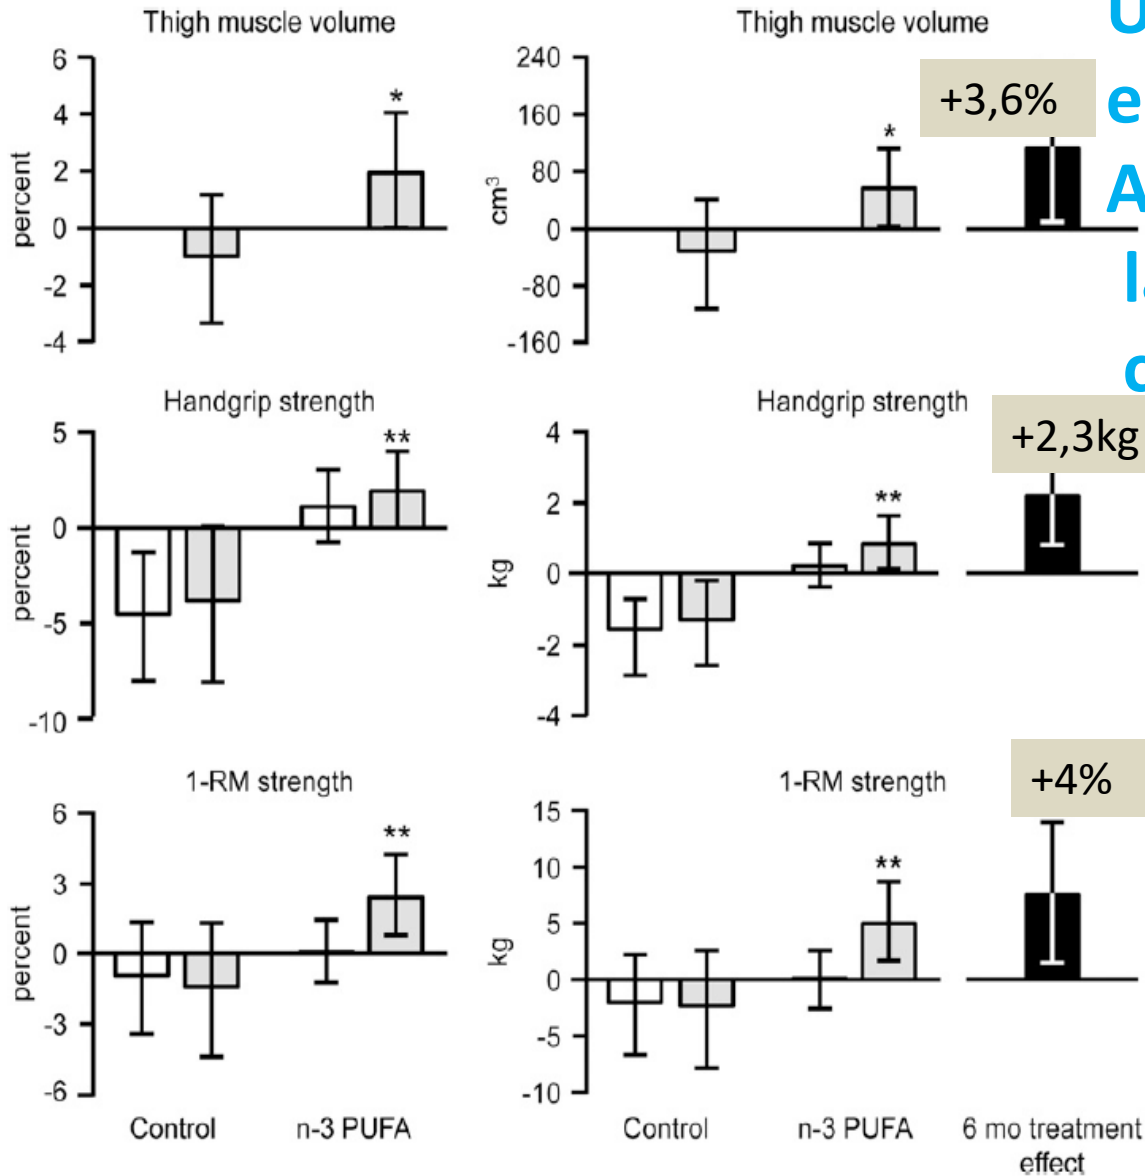 Thigh muscle volume
6
4
2
0
-2
-4
percent
*
Thigh muscle volume
240
160
80
0
-80
-160
cm³
*
+3,6%
Handgrip strength
5
0
-5
-10
percent
**
Handgrip strength
4
2
0
-2
-4
kg
**
+2,3kg
1-RM strength
6
3
0
-3
-6
percent
**
1-RM strength
15
10
5
0
-5
-10
kg
**
+4%
Control
n-3 PUFA
Control
n-3 PUFA
6 mo treatment
effect